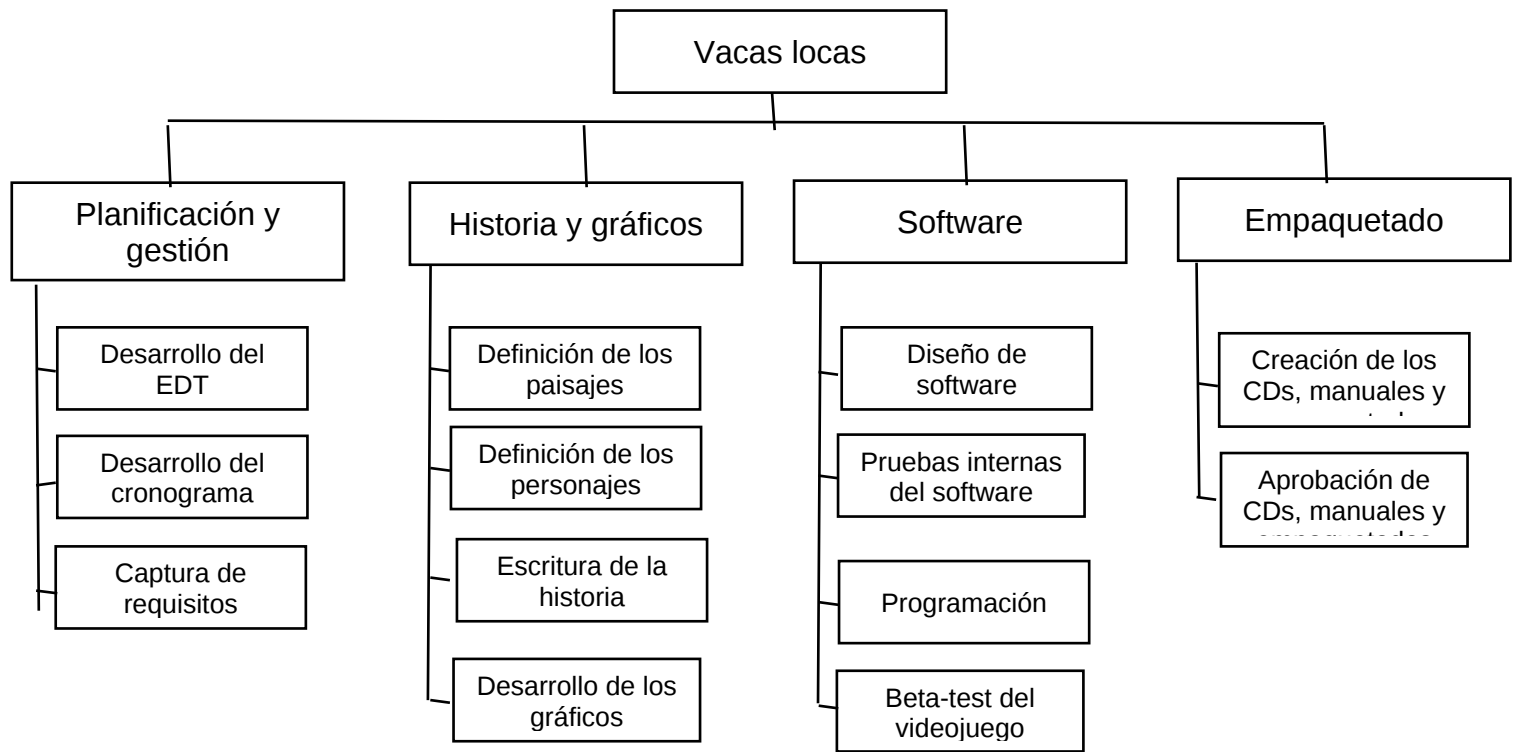 Vacas locas
Planificación y
gestión
Historia y gráficos
Software
Empaquetado
Desarrollo del
EDT
Desarrollo del
cronograma
Captura de
requisitos
Definición de los
paisajes
Definición de los
personajes
Escritura de la
historia
Desarrollo de los
gráficos
Diseño de
software
Pruebas internas
del software
Programación
Beta-test del
videojuego
Creación de los
CDs, manuales y
Aprobación de
CDs, manuales y